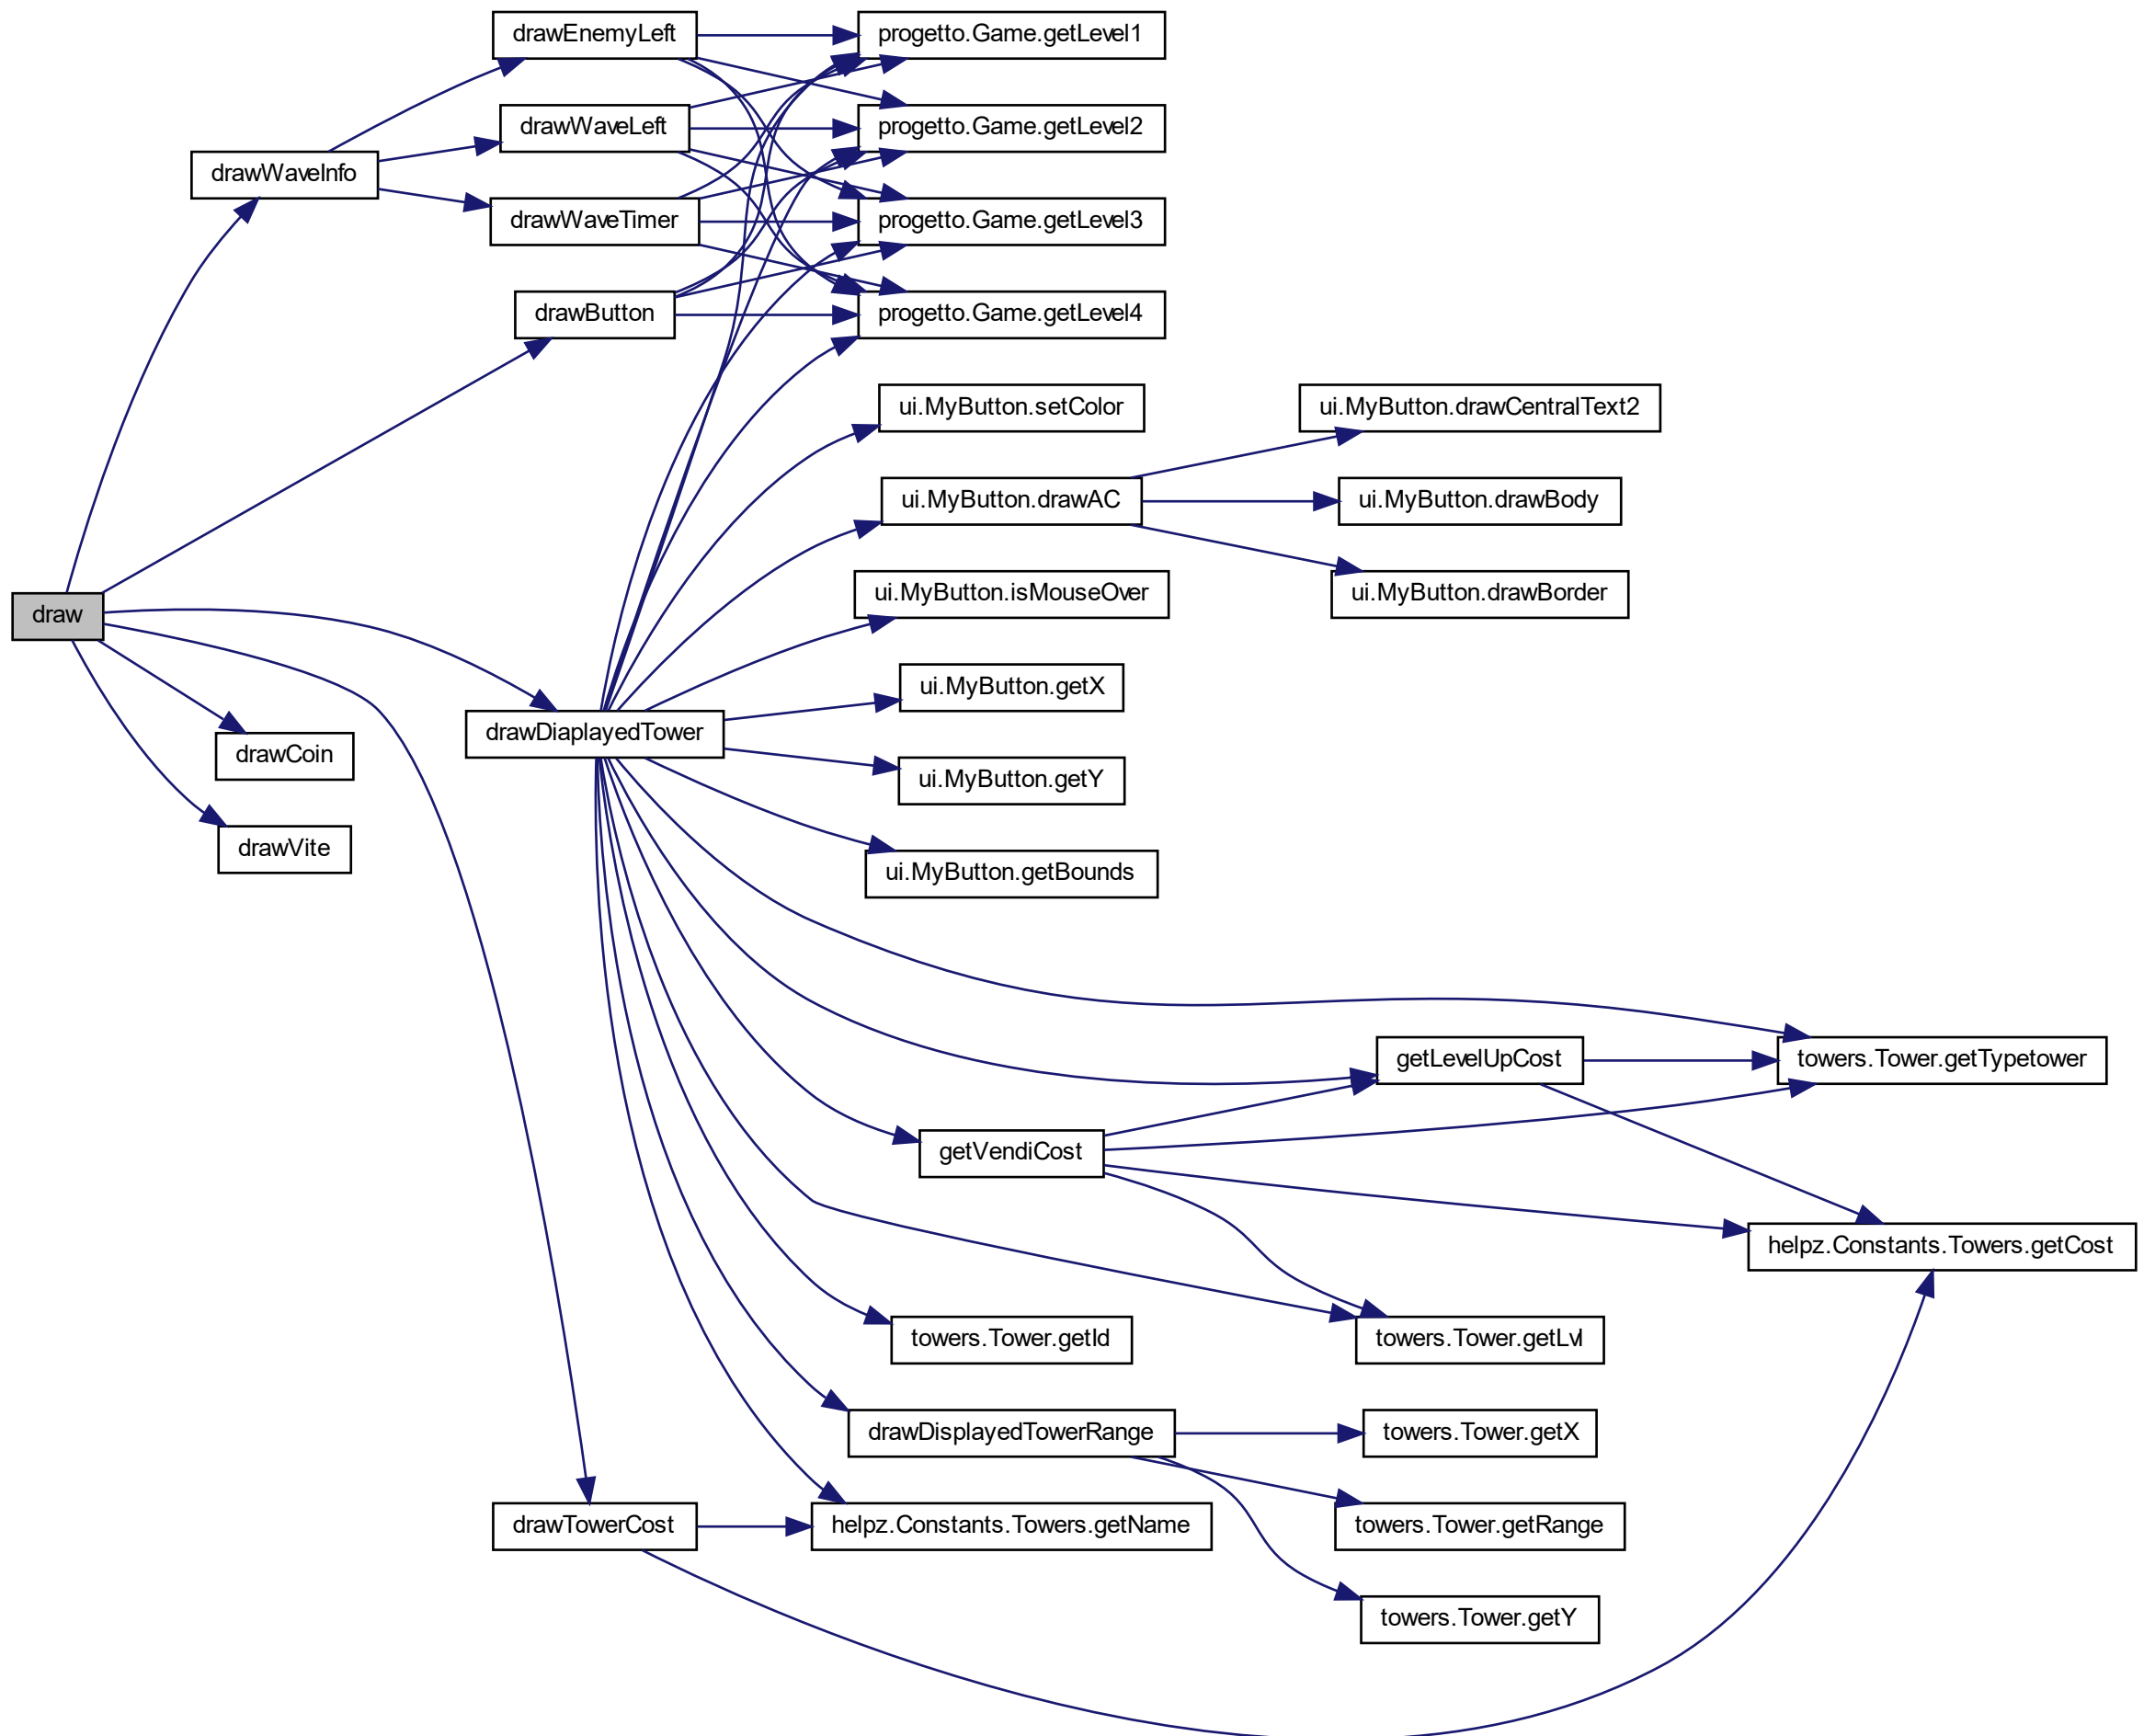 drawEnemyLeft
progetto.Game.getLevel1
drawWaveLeft
progetto.Game.getLevel2
drawWaveInfo
drawWaveTimer
progetto.Game.getLevel3
drawButton
progetto.Game.getLevel4
ui.MyButton.setColor
ui.MyButton.drawCentralText2
ui.MyButton.drawAC
ui.MyButton.drawBody
ui.MyButton.isMouseOver
ui.MyButton.drawBorder
draw
ui.MyButton.getX
drawDiaplayedTower
drawCoin
ui.MyButton.getY
drawVite
ui.MyButton.getBounds
getLevelUpCost
towers.Tower.getTypetower
getVendiCost
helpz.Constants.Towers.getCost
towers.Tower.getId
towers.Tower.getLvl
drawDisplayedTowerRange
towers.Tower.getX
drawTowerCost
helpz.Constants.Towers.getName
towers.Tower.getRange
towers.Tower.getY